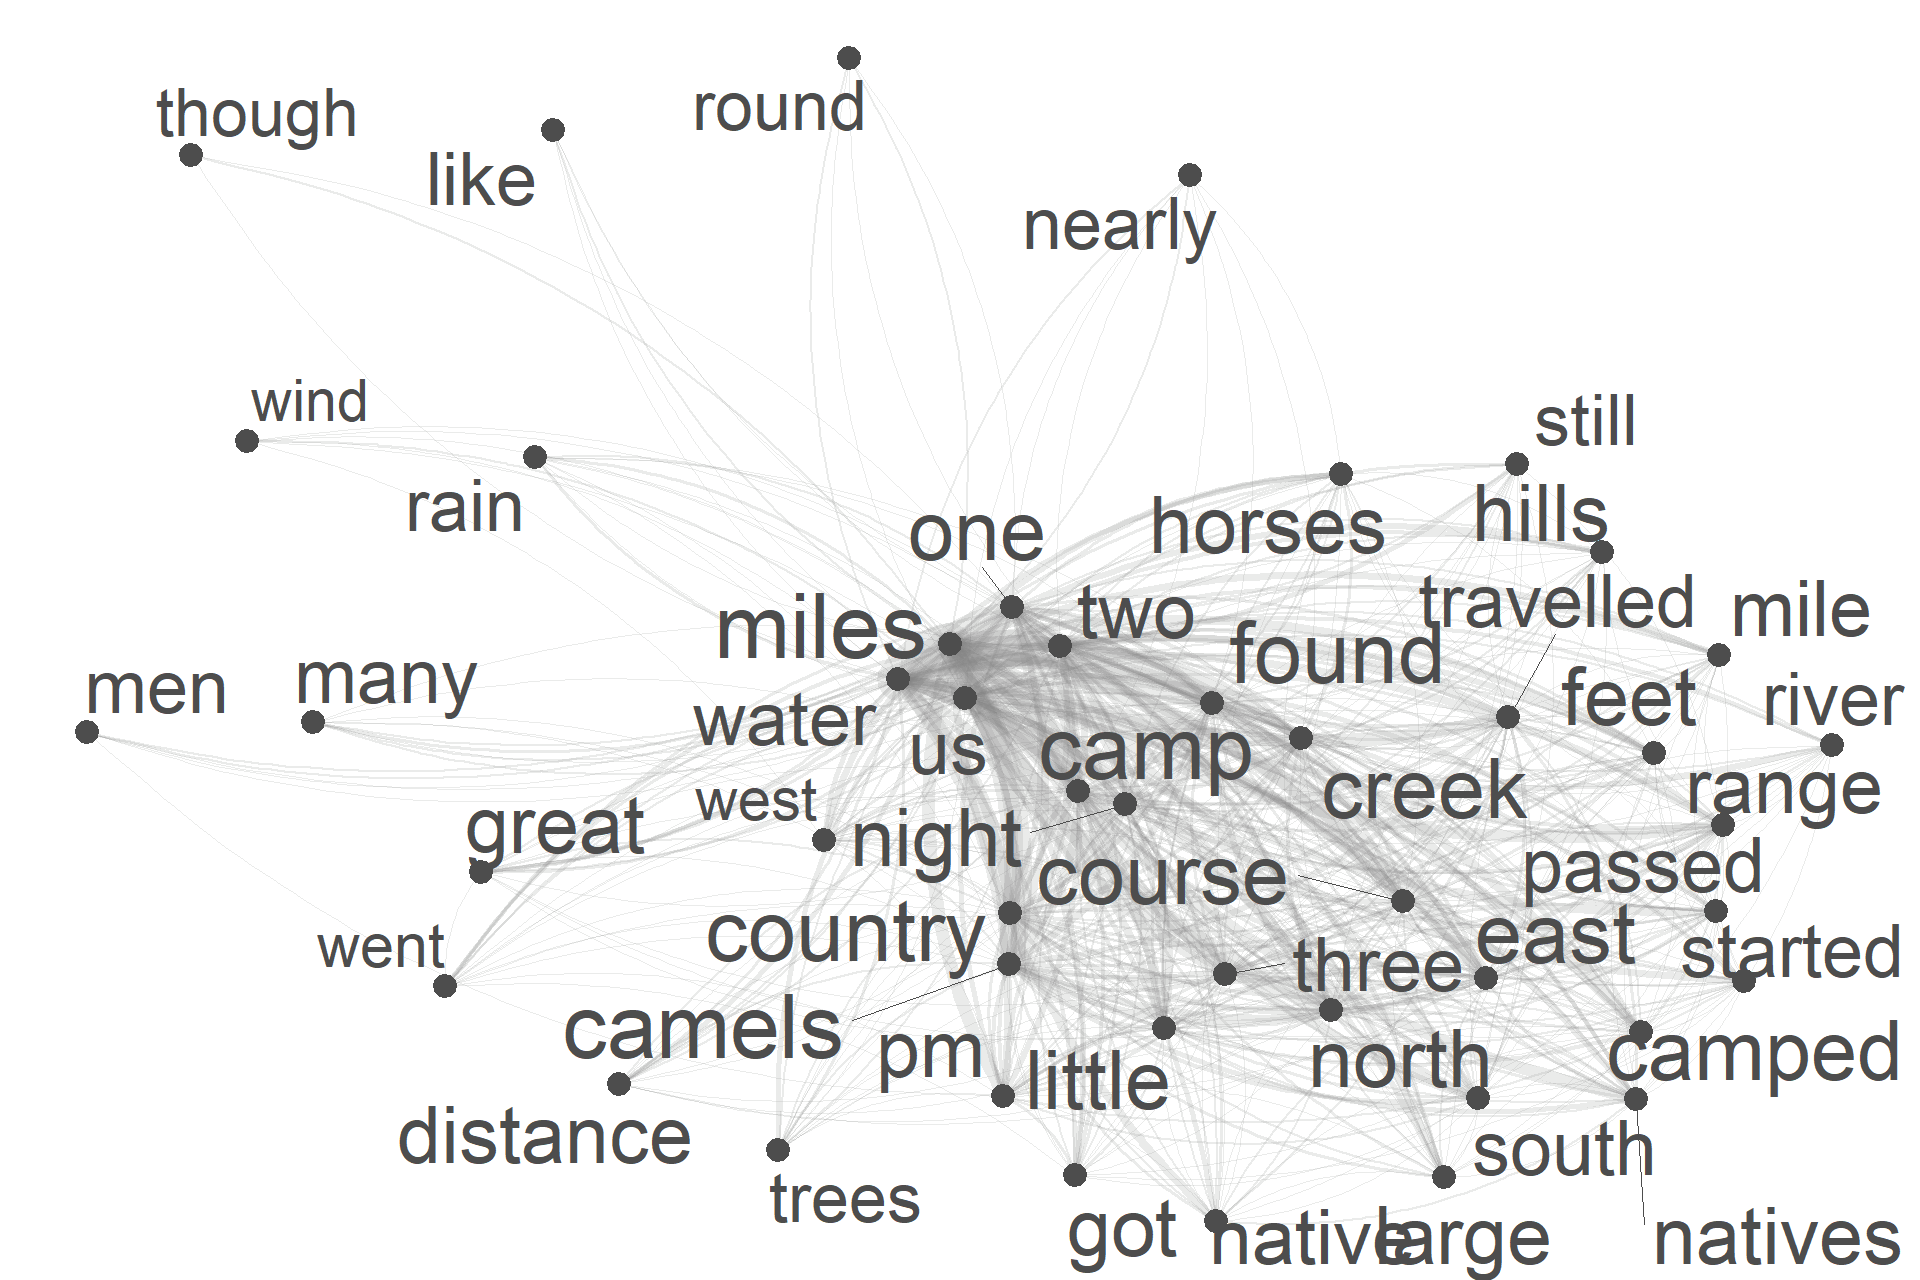 though
like
round
nearly
wind
rain
still
hills
horses
one
two
travelled
mile
miles
found
men
many
water
us
camp
feet
river
creek
range
west
great
night
course
passed
country
went
three
east
started
camels
pm
little
north
camped
distance
trees
got
native
large
south
natives